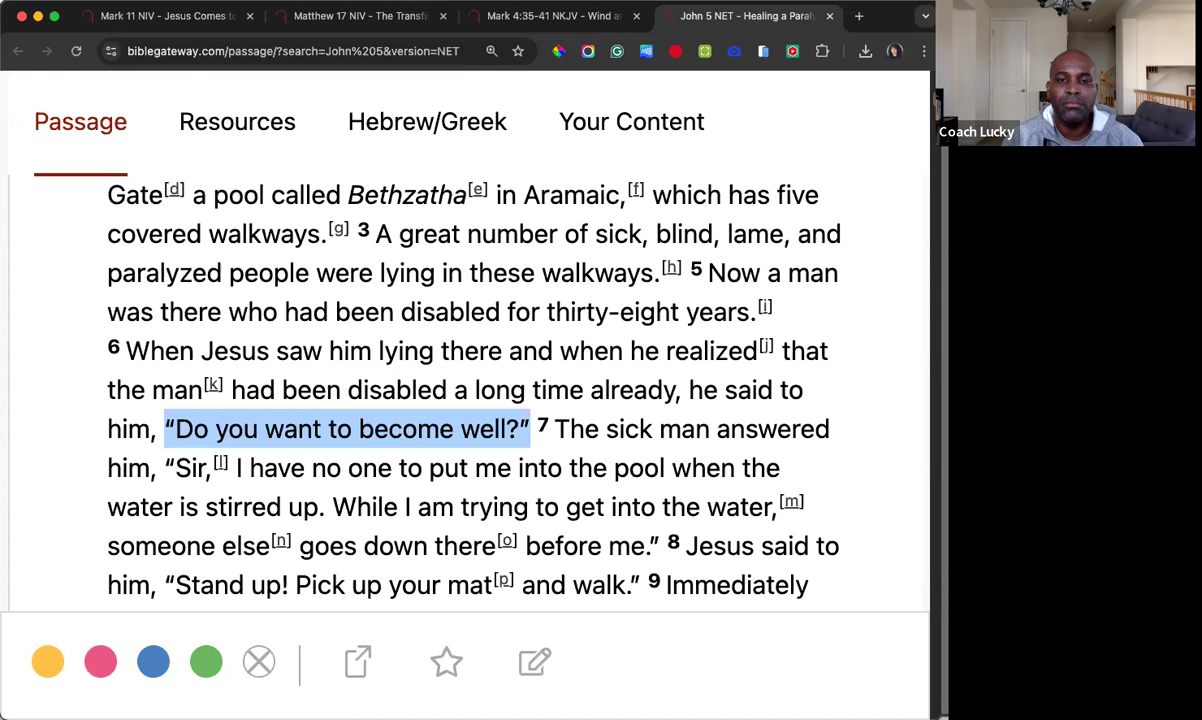 Mark 11 NIV - Jesus Comes to
Matthew 17 NIV - The Transfi
Mark 4:35-41 NKJV - Wind a
John 5 NET - Healing a Paraly
biblegateway.com/passage/?search=John%205&version=NET
Passage
Resources
Hebrew/Greek
Your Content
Coach Lucky
Gate[d] a pool called Bethzatha[e] in Aramaic,[f] which has five
covered walkways.[g] 3 A great number of sick, blind, lame, and
paralyzed people were lying in these walkways.[h] 5 Now a man
was there who had been disabled for thirty-eight years.[i]
6 When Jesus saw him lying there and when he realized[j] that
the man[k] had been disabled a long time already, he said to
him, “Do you want to become well?” 7 The sick man answered
him, “Sir,[l] I have no one to put me into the pool when the
water is stirred up. While I am trying to get into the water,[m]
someone else[n] goes down there[o] before me.” 8 Jesus said to
him, “Stand up! Pick up your mat[p] and walk.” 9 Immediately